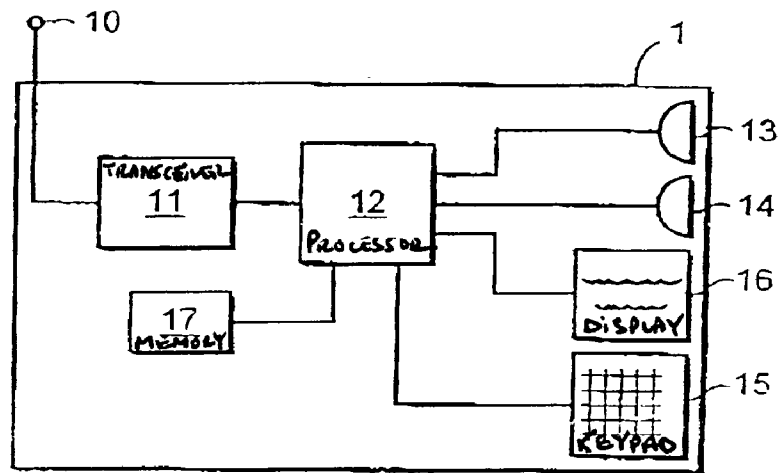 10
1
13
TRANSCEIVER
11
12
PROCESSOR
14
16
DISPLAY
17
MEMORY
15
KEYPAD